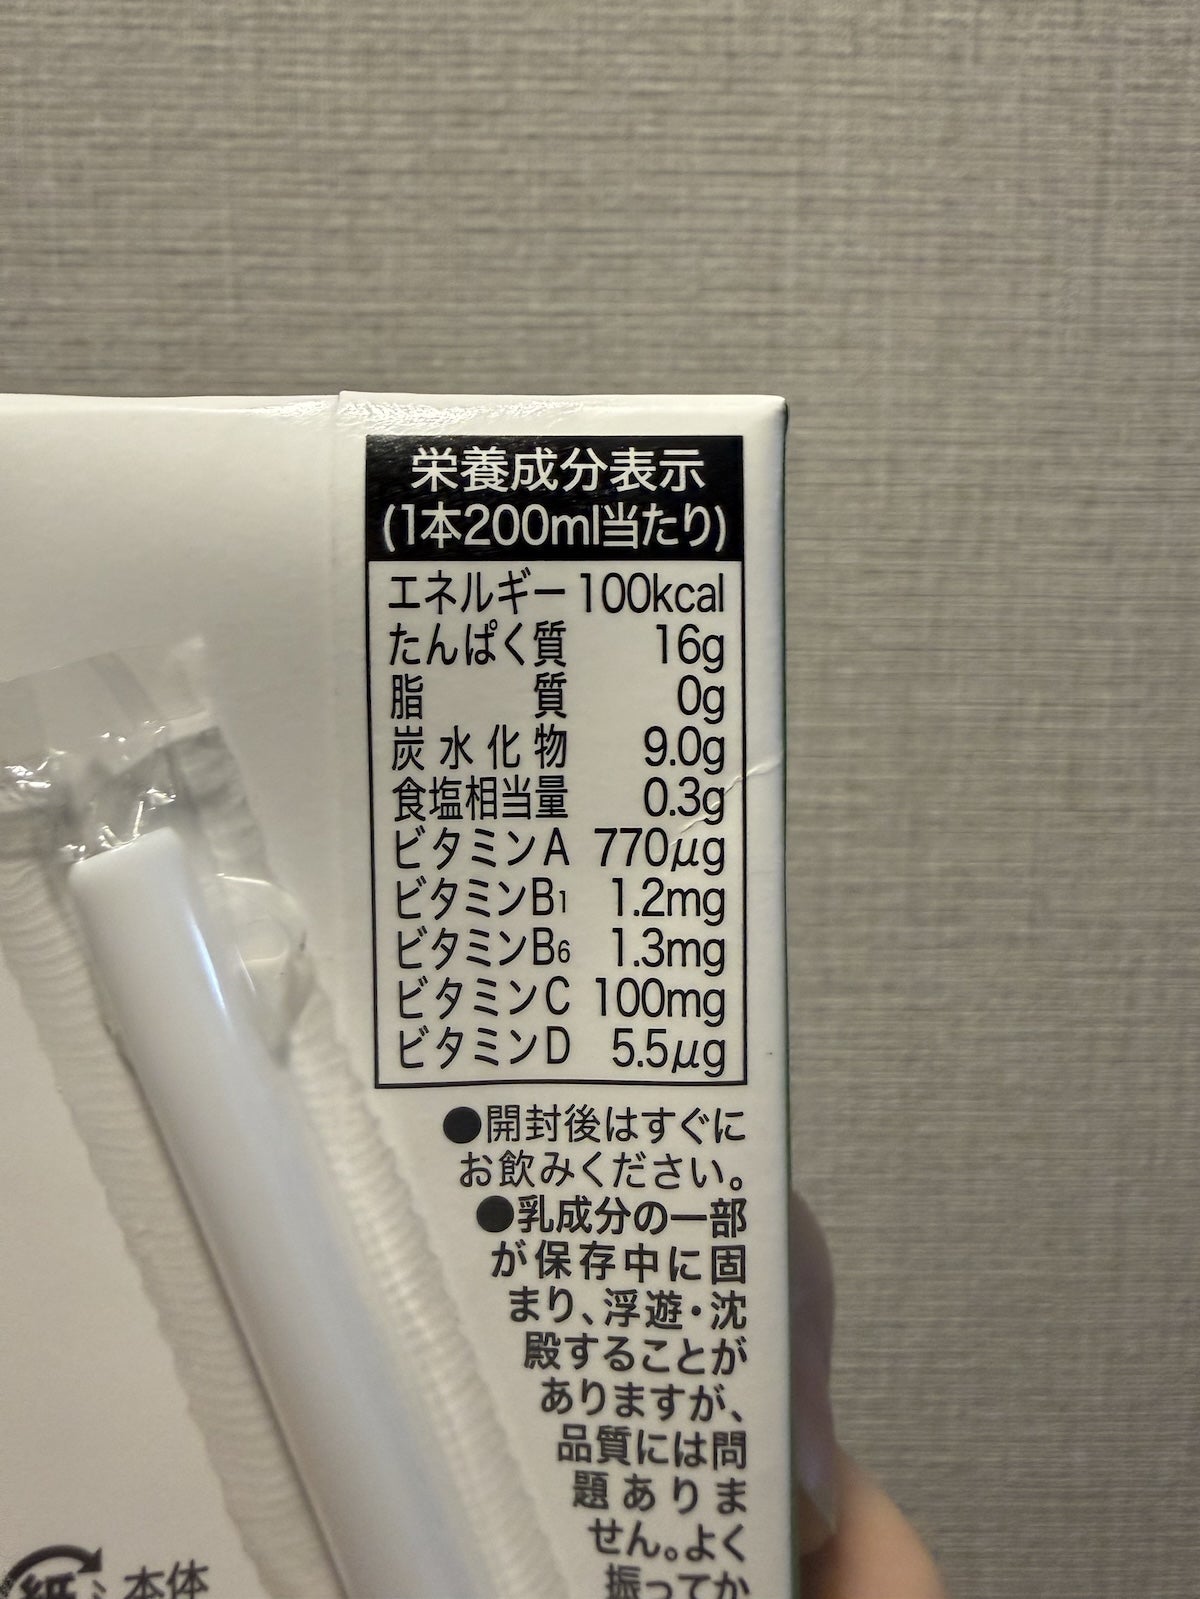 栄養成分表示
(1本200ml当たり)
エネルギー 100kcal
たんぱく質 16g
脂質 0g
炭水化物 9.0g
食塩相当量 0.3g
ビタミンA 770μg
ビタミンB1 1.2mg
ビタミンB6 1.3mg
ビタミンC 100mg
ビタミンD 5.5μg
●開封後はすぐに
お飲みください。
●乳成分の一部
が保存中に固
まり、浮遊・沈
殿することが
ありますが、
品質には問
題ありま
せん。よく
振ってか
紙：本体